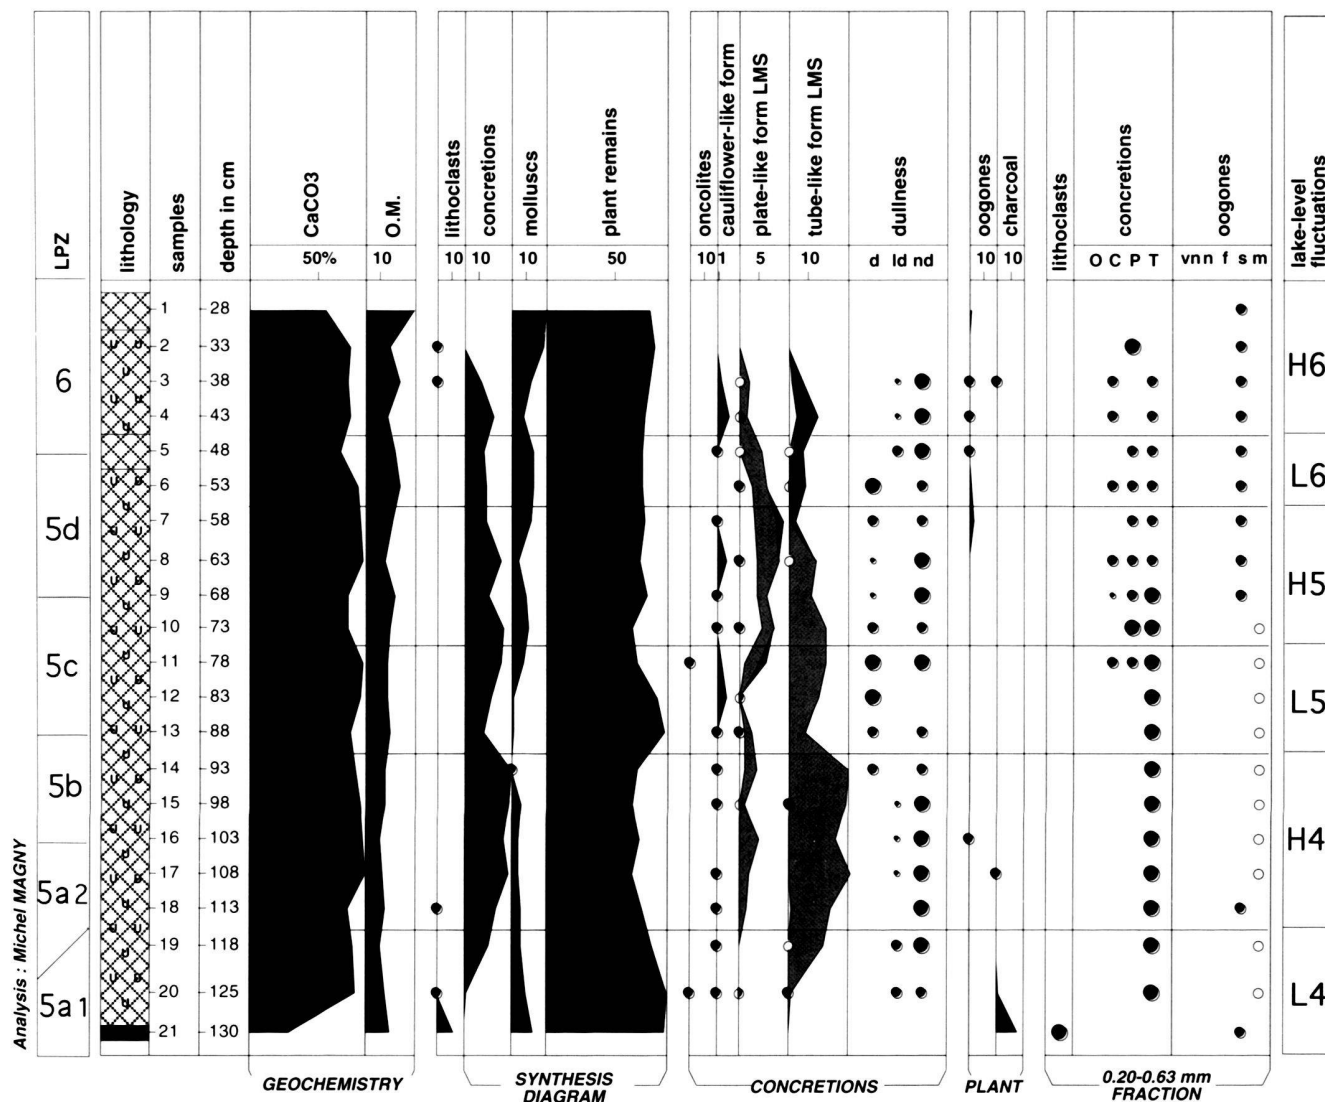 LPZ
lithology
samples
depth in cm
CaCO3
O.M.
lithoclasts
concretions
molluscs
plant remains
oncolites
cauliflower-like form
plate-like form LMS
tube-like form LMS
dullness
oogones
charcoal
lithoclasts
concretions
oogones
lake-level
fluctuations
50% 10 10 10 50 10 1 5 10 d ld nd 10 10 O C P T vn n f s m
1 28
2 33
3 38
4 43
5 48
6 53
7 58
8 63
9 68
10 73
11 78
12 83
13 88
14 93
15 98
16 103
17 108
18 113
19 118
20 125
21 130
6
5d
5c
5b
5a2
5a1
H6
L6
H5
L5
H4
L4
Analysis : Michel MAGNY
GEOCHEMISTRY
SYNTHESIS
DIAGRAM
CONCRETIONS
PLANT
0.20-0.63 mm
FRACTION